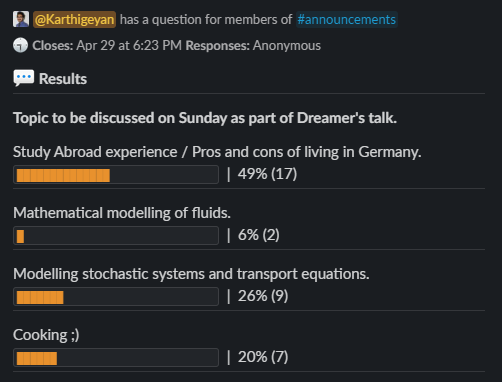 @Karthigeyan has a question for members of #announcements
Closes: Apr 29 at 6:23 PM Responses: Anonymous
Results
Topic to be discussed on Sunday as part of Dreamer's talk.
Study Abroad experience / Pros and cons of living in Germany.
| 49% (17)
Mathematical modelling of fluids.
| 6% (2)
Modelling stochastic systems and transport equations.
| 26% (9)
Cooking ;)
| 20% (7)